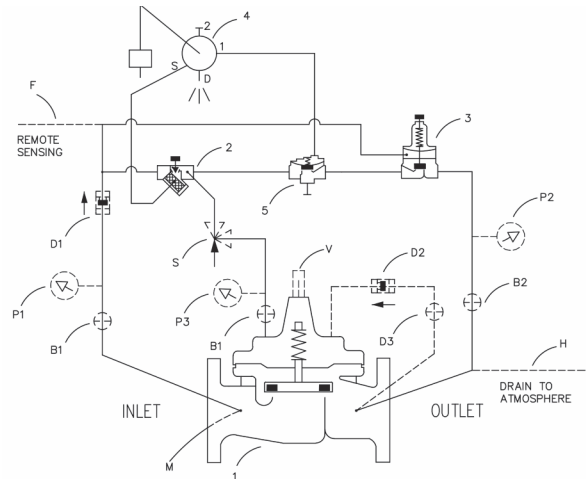 2
4
1
S
D
F
REMOTE
SENSING
3
2
5
D1
P2
S
V
D2
P1
P3
B1
B1
D3
B2
H
DRAIN TO
ATMOSPHERE
INLET
OUTLET
M
1